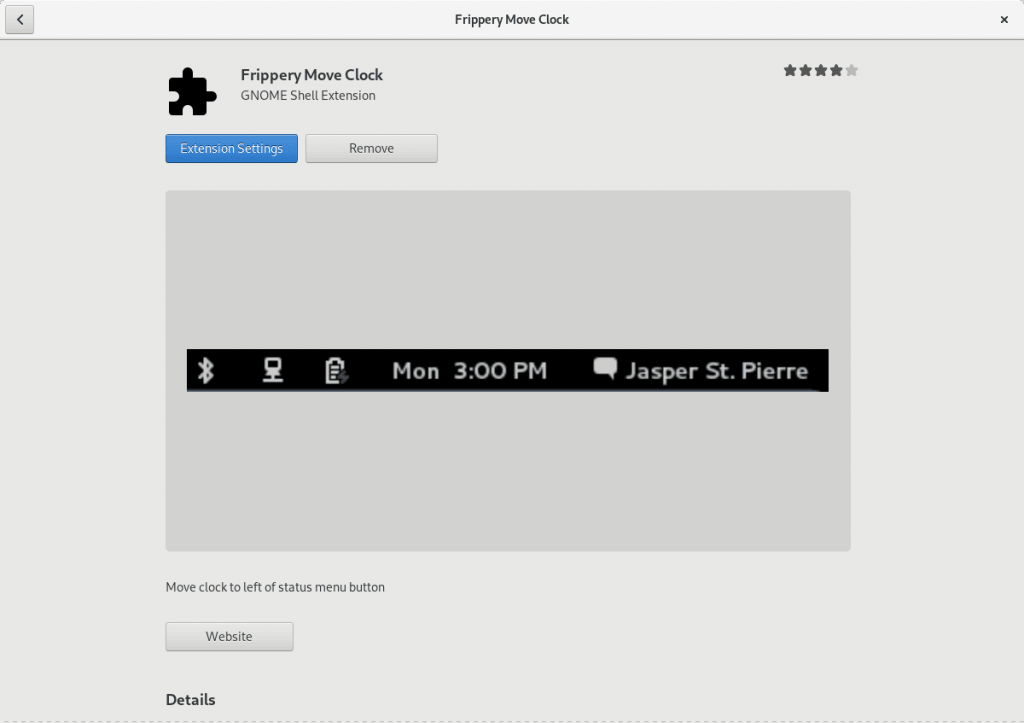 Frippery Move Clock
Frippery Move Clock
GNOME Shell Extension
Extension Settings
Remove
Mon 3:00 PM
Jasper St. Pierre
Move clock to left of status menu button
Website
Details